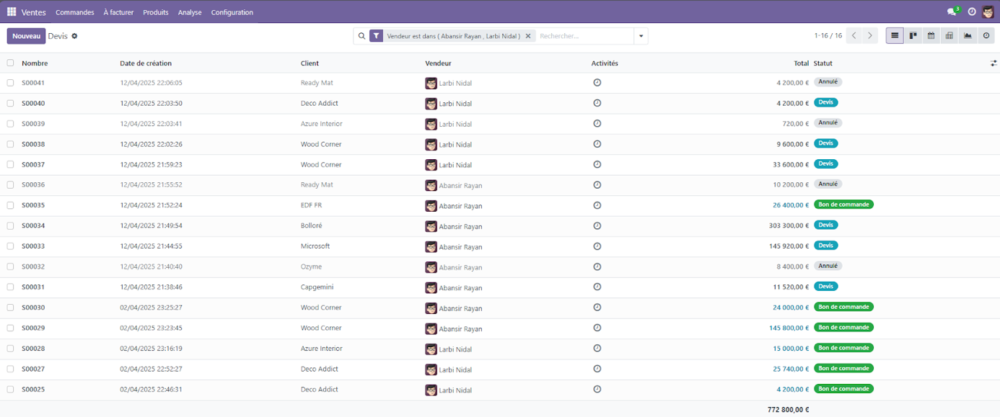 Ventes Commandes À facturer Produits Analyse Configuration 3
Nouveau Devis Vendeur est dans ( Abansir Rayan , Larbi Nidal ) Rechercher... 1-16 / 16
Nombre Date de création Client Vendeur Activités Total Statut
S00041 12/04/2025 22:06:05 Ready Mat Larbi Nidal 4 200,00 € Annulé
S00040 12/04/2025 22:03:50 Deco Addict Larbi Nidal 4 200,00 € Devis
S00039 12/04/2025 22:03:41 Azure Interior Larbi Nidal 720,00 € Annulé
S00038 12/04/2025 22:02:26 Wood Corner Larbi Nidal 9 600,00 € Devis
S00037 12/04/2025 21:59:23 Wood Corner Larbi Nidal 33 600,00 € Devis
S00036 12/04/2025 21:55:52 Ready Mat Abansir Rayan 10 200,00 € Annulé
S00035 12/04/2025 21:52:24 EDF FR Abansir Rayan 26 400,00 € Bon de commande
S00034 12/04/2025 21:49:54 Bolloré Abansir Rayan 303 300,00 € Devis
S00033 12/04/2025 21:44:55 Microsoft Abansir Rayan 145 920,00 € Devis
S00032 12/04/2025 21:40:40 Ozyme Abansir Rayan 8 400,00 € Annulé
S00031 12/04/2025 21:38:46 Capgemini Abansir Rayan 11 520,00 € Devis
S00030 02/04/2025 23:25:27 Wood Corner Abansir Rayan 24 000,00 € Bon de commande
S00029 02/04/2025 23:23:45 Wood Corner Abansir Rayan 145 800,00 € Bon de commande
S00028 02/04/2025 23:16:19 Azure Interior Larbi Nidal 15 000,00 € Bon de commande
S00027 02/04/2025 22:52:27 Deco Addict Larbi Nidal 25 740,00 € Bon de commande
S00025 02/04/2025 22:46:31 Deco Addict Larbi Nidal 4 200,00 € Bon de commande
772 800,00 €